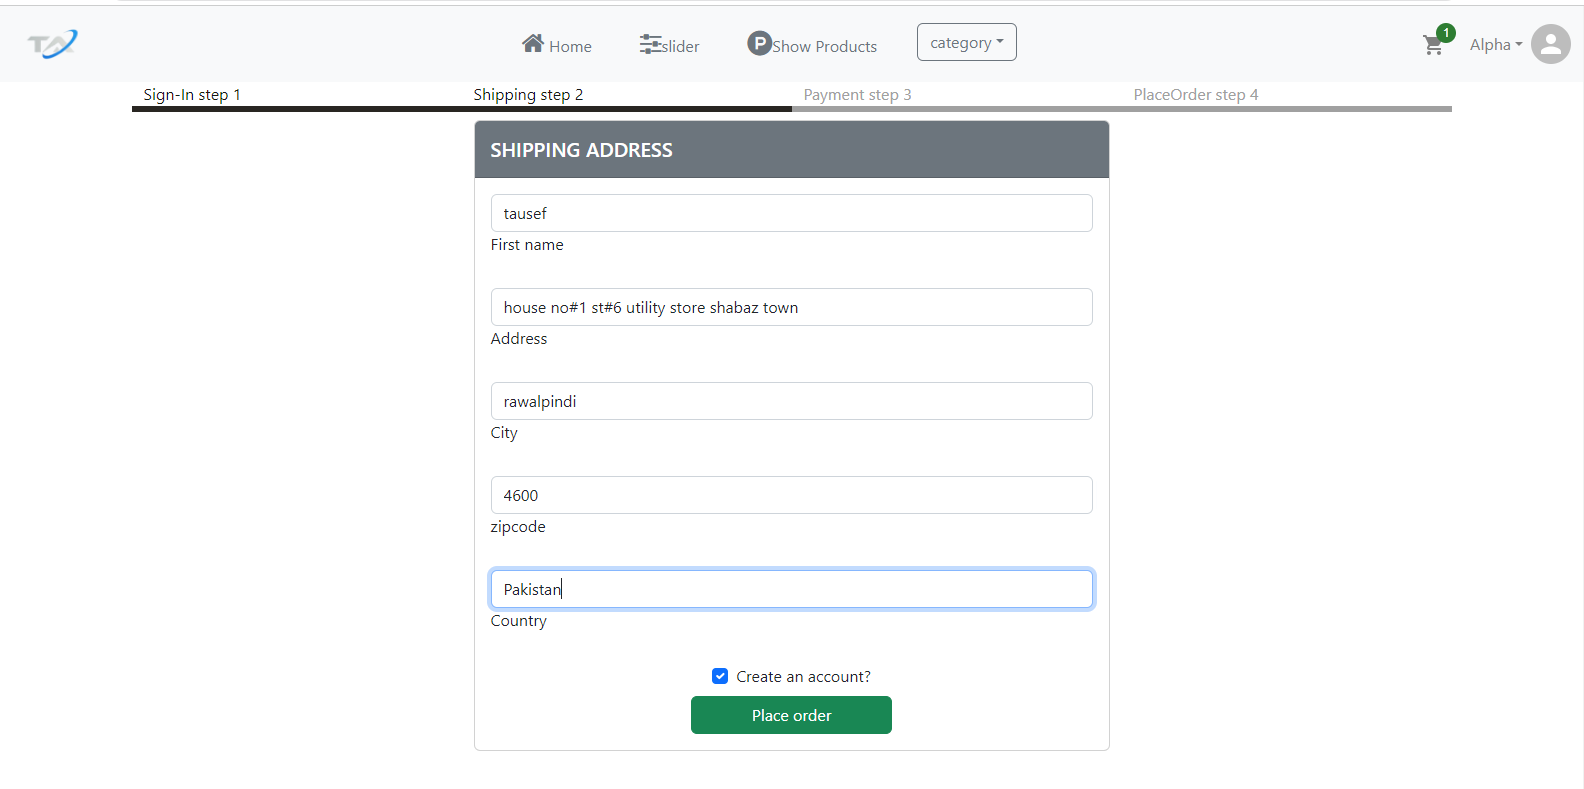 TA Home slider P Show Products category 1 Alpha
Sign-In step 1 Shipping step 2 Payment step 3 PlaceOrder step 4
SHIPPING ADDRESS
tausef
First name
house no#1 st#6 utility store shabaz town
Address
rawalpindi
City
4600
zipcode
Pakistan
Country
Create an account?
Place order